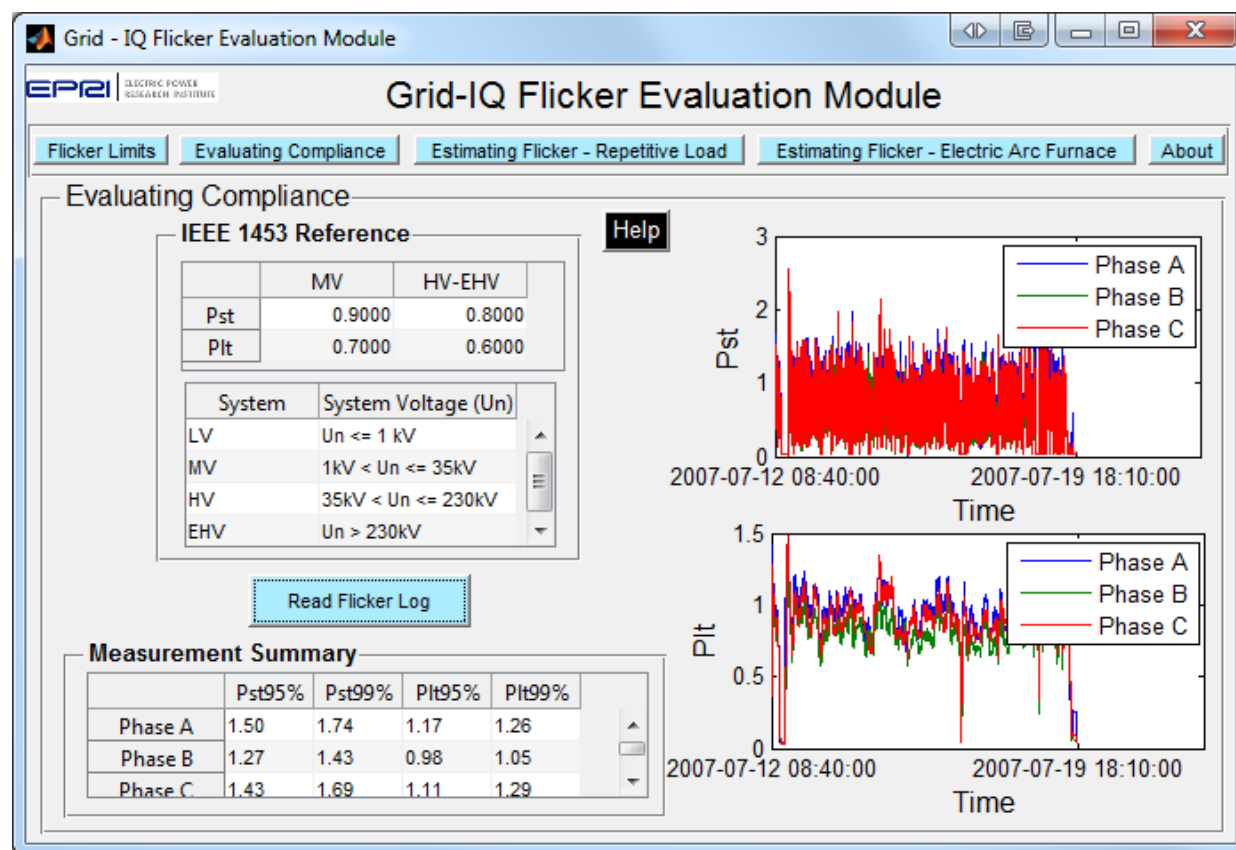 Grid - IQ Flicker Evaluation Module
EPRI ELECTRIC POWER RESEARCH INSTITUTE
Grid-IQ Flicker Evaluation Module
Flicker Limits Evaluating Compliance Estimating Flicker - Repetitive Load Estimating Flicker - Electric Arc Furnace About
Evaluating Compliance
IEEE 1453 Reference
MV HV-EHV
Pst 0.9000 0.8000
Plt 0.7000 0.6000
System System Voltage (Un)
LV Un <= 1 kV
MV 1kV < Un <= 35kV
HV 35kV < Un <= 230kV
EHV Un > 230kV
Read Flicker Log
Measurement Summary
Pst95% Pst99% Plt95% Plt99%
Phase A 1.50 1.74 1.17 1.26
Phase B 1.27 1.43 0.98 1.05
Phase C 1.43 1.69 1.11 1.29
Help
3
2
1
0
Pst
Phase A
Phase B
Phase C
2007-07-12 08:40:00 2007-07-19 18:10:00
Time
1.5
1
0.5
0
Plt
Phase A
Phase B
Phase C
2007-07-12 08:40:00 2007-07-19 18:10:00
Time